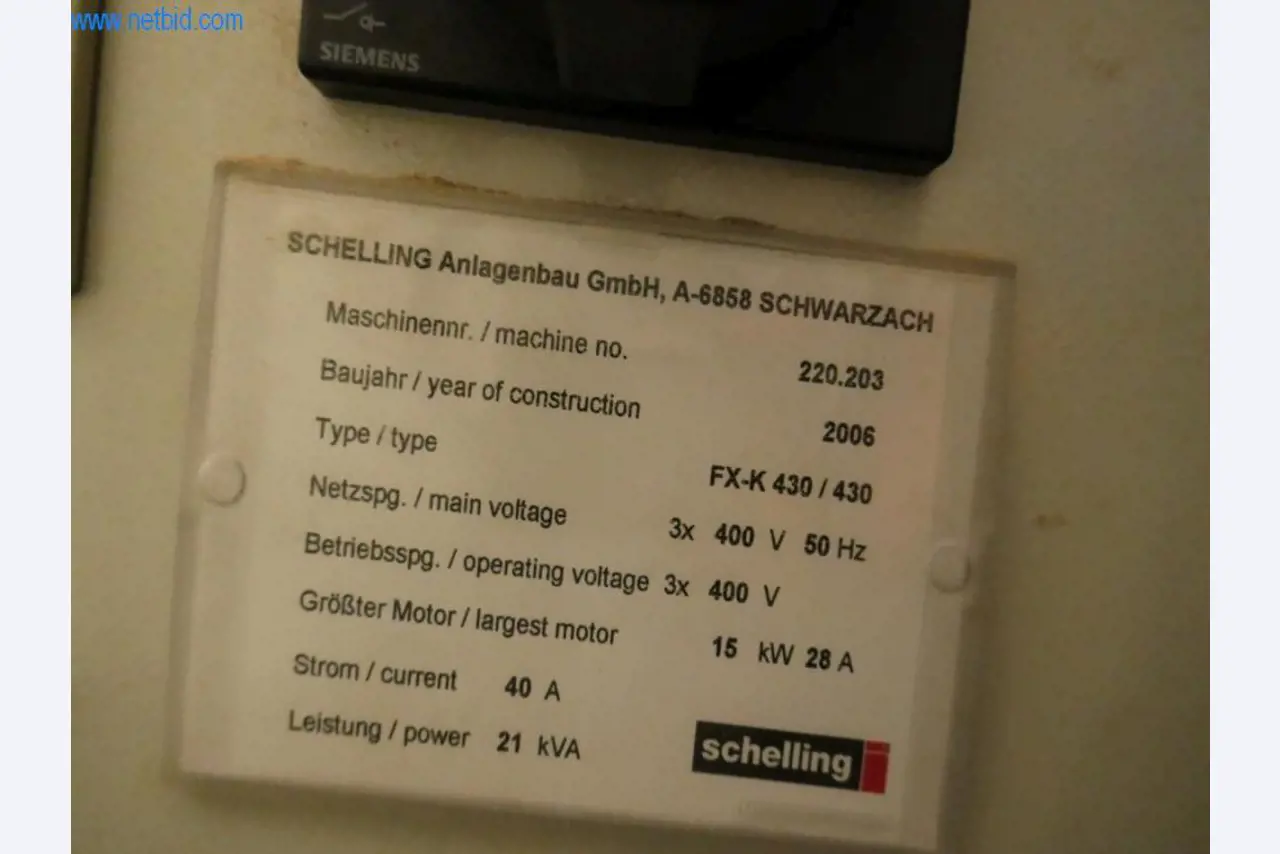 www.netbid.com
SIEMENS
SCHELLING Anlagenbau GmbH, A-6858 SCHWARZACH
Maschinennr. / machine no. 220.203
Baujahr / year of construction 2006
Type / type FX-K 430 / 430
Netzspg. / main voltage 3x 400 V 50 Hz
Betriebsspg. / operating voltage 3x 400 V
Größter Motor / largest motor 15 kW 28 A
Strom / current 40 A
Leistung / power 21 kVA
schelling